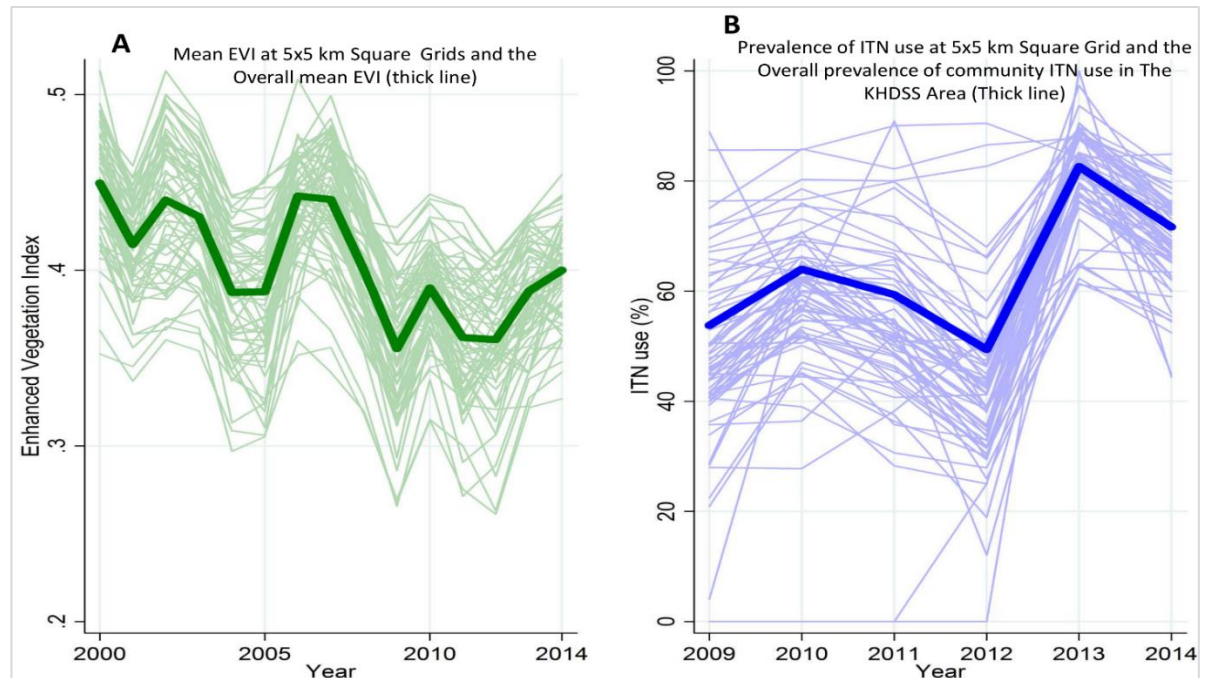 A
Mean EVI at 5x5 km Square Grids and the
Overall mean EVI (thick line)
Enhanced Vegetation Index
.5
.4
.3
.2
2000
2005
2010
2014
Year
B
Prevalence of ITN use at 5x5 km Square Grid and the
Overall prevalence of community ITN use in The
KHDSS Area (Thick line)
ITN use (%)
100
80
60
40
20
0
2009
2010
2011
2012
2013
2014
Year